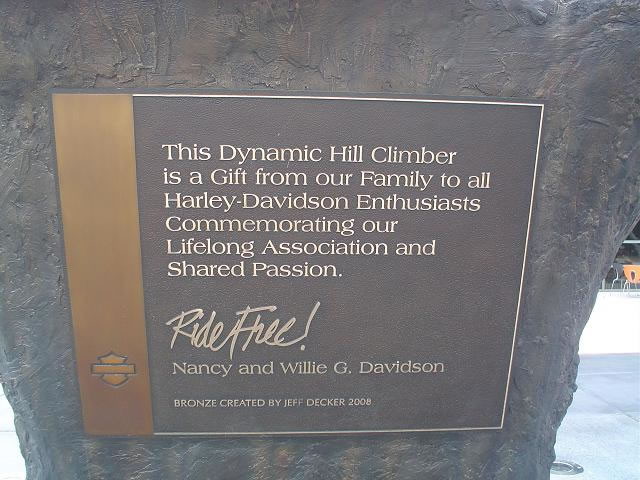 This Dynamic Hill Climber
is a Gift from our Family to all
Harley-Davidson Enthusiasts
Commemorating our
Lifelong Association and
Shared Passion.
Ride Free!
Nancy and Willie G. Davidson
BRONZE CREATED BY JEFF DECKER 2008